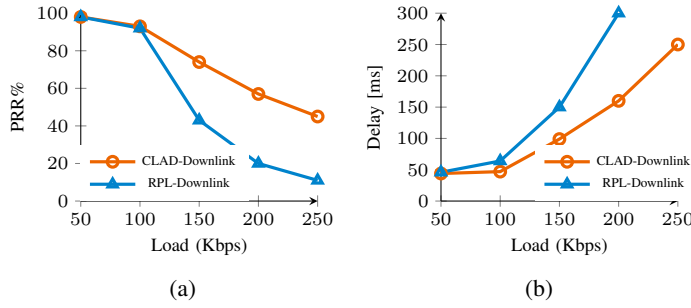 100
80
60
40
20
0
PRR%
CLAD-Downlink
RPL-Downlink
50 100 150 200 250
Load (Kbps)
(a)
300
250
200
150
100
50
0
Delay [ms]
CLAD-Downlink
RPL-Downlink
50 100 150 200 250
Load (Kbps)
(b)